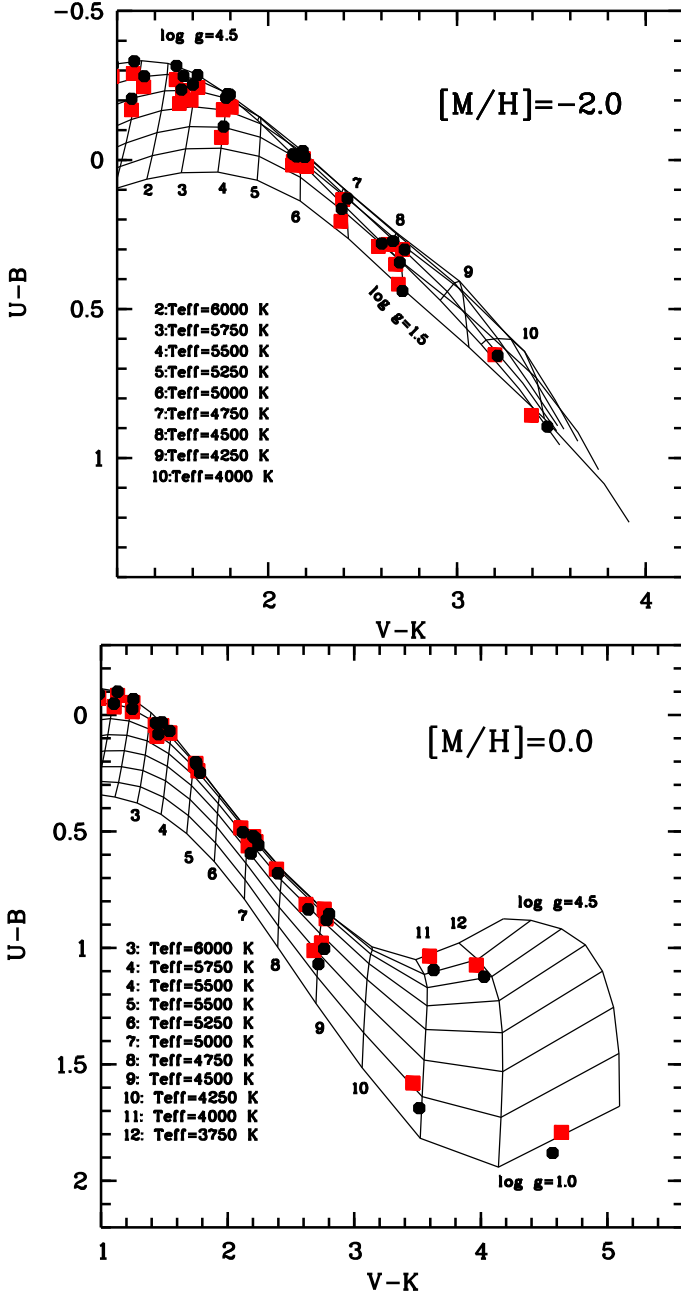 −0.5
log g=4.5
[M/H]=−2.0
0
2
3
4
5
6
7
8
9
10
U−B
log g=1.5
0.5
2:Teff=6000 K
3:Teff=5750 K
4:Teff=5500 K
5:Teff=5250 K
6:Teff=5000 K
7:Teff=4750 K
8:Teff=4500 K
9:Teff=4250 K
10:Teff=4000 K
1
2
3
4
V−K
0
[M/H]=0.0
0.5
3
4
5
6
7
8
9
10
11
12
log g=4.5
U−B
1
3: Teff=6000 K
4: Teff=5750 K
4: Teff=5500 K
5: Teff=5500 K
6: Teff=5250 K
7: Teff=5000 K
8: Teff=4750 K
9: Teff=4500 K
10: Teff=4250 K
11: Teff=4000 K
12: Teff=3750 K
1.5
log g=1.0
2
1
2
3
4
5
V−K